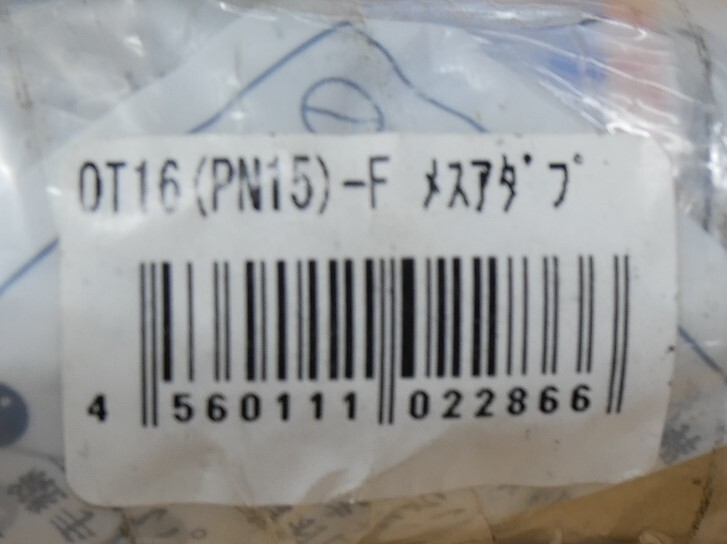 OT16(PN15)-F ﾒｽｱﾀﾞﾌﾟ
4 560111 022866